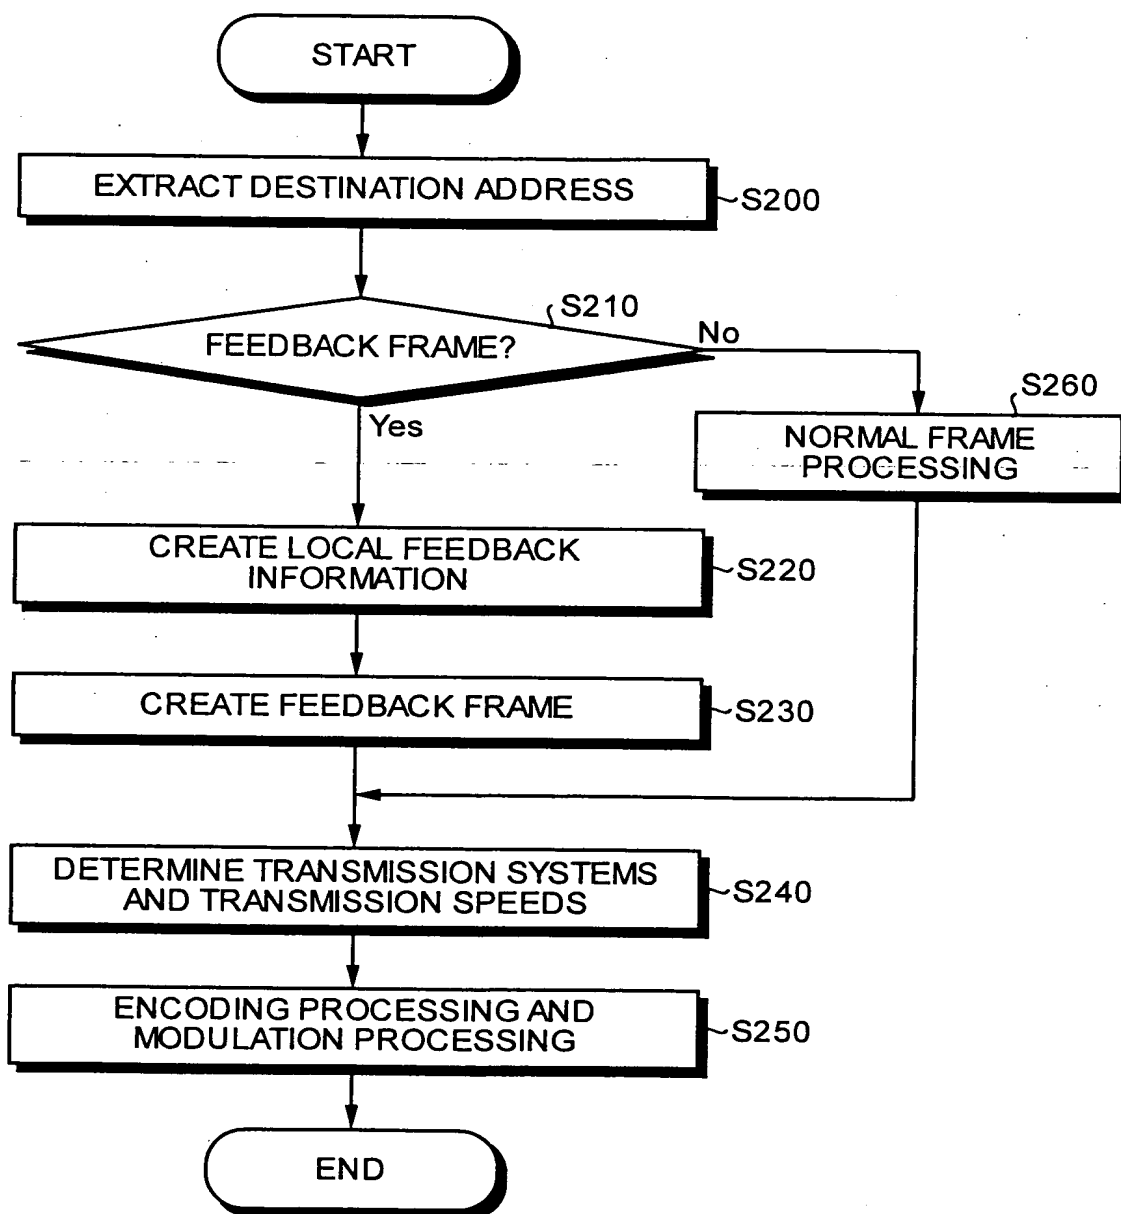 START
EXTRACT DESTINATION ADDRESS
S200
S210
FEEDBACK FRAME?
No
Yes
S260
NORMAL FRAME
PROCESSING
CREATE LOCAL FEEDBACK
INFORMATION
S220
CREATE FEEDBACK FRAME
S230
DETERMINE TRANSMISSION SYSTEMS
AND TRANSMISSION SPEEDS
S240
ENCODING PROCESSING AND
MODULATION PROCESSING
S250
END